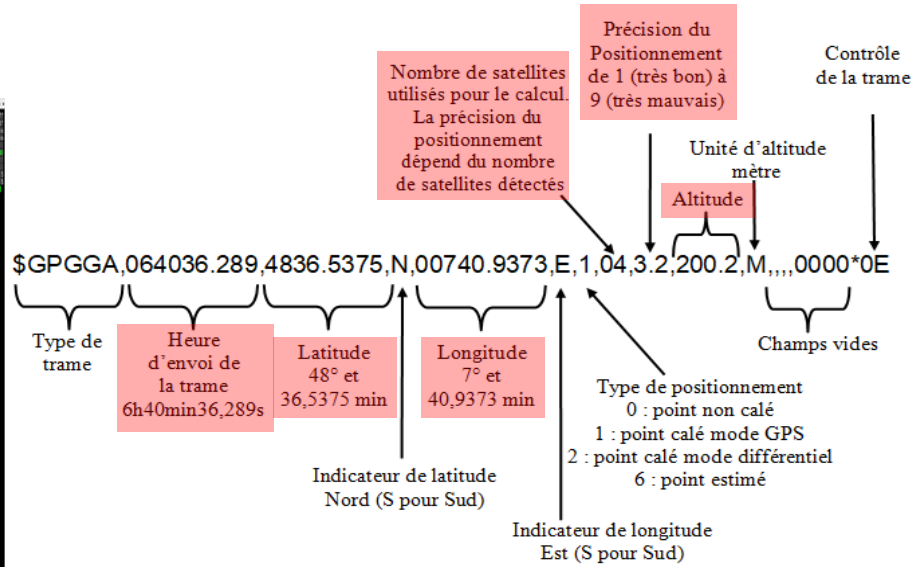 Précision du
Positionnement
de 1 (très bon) à
9 (très mauvais)
Contrôle
de la trame
Nombre de satellites
utilisés pour le calcul.
La précision du
positionnement
dépend du nombre
de satellites détectés
Unité d'altitude
mètre
Altitude
$GPGGA,064036.289,4836.5375,N,00740.9373,E,1,04,3.2,200.2,M,,,,0000*0E
Type de
trame
Heure
d'envoi de
la trame
6h40min36,289s
Latitude
48° et
36,5375 min
Longitude
7° et
40,9373 min
Champs vides
Type de positionnement
0 : point non calé
1 : point calé mode GPS
2 : point calé mode différentiel
6 : point estimé
Indicateur de latitude
Nord (S pour Sud)
Indicateur de longitude
Est (S pour Sud)